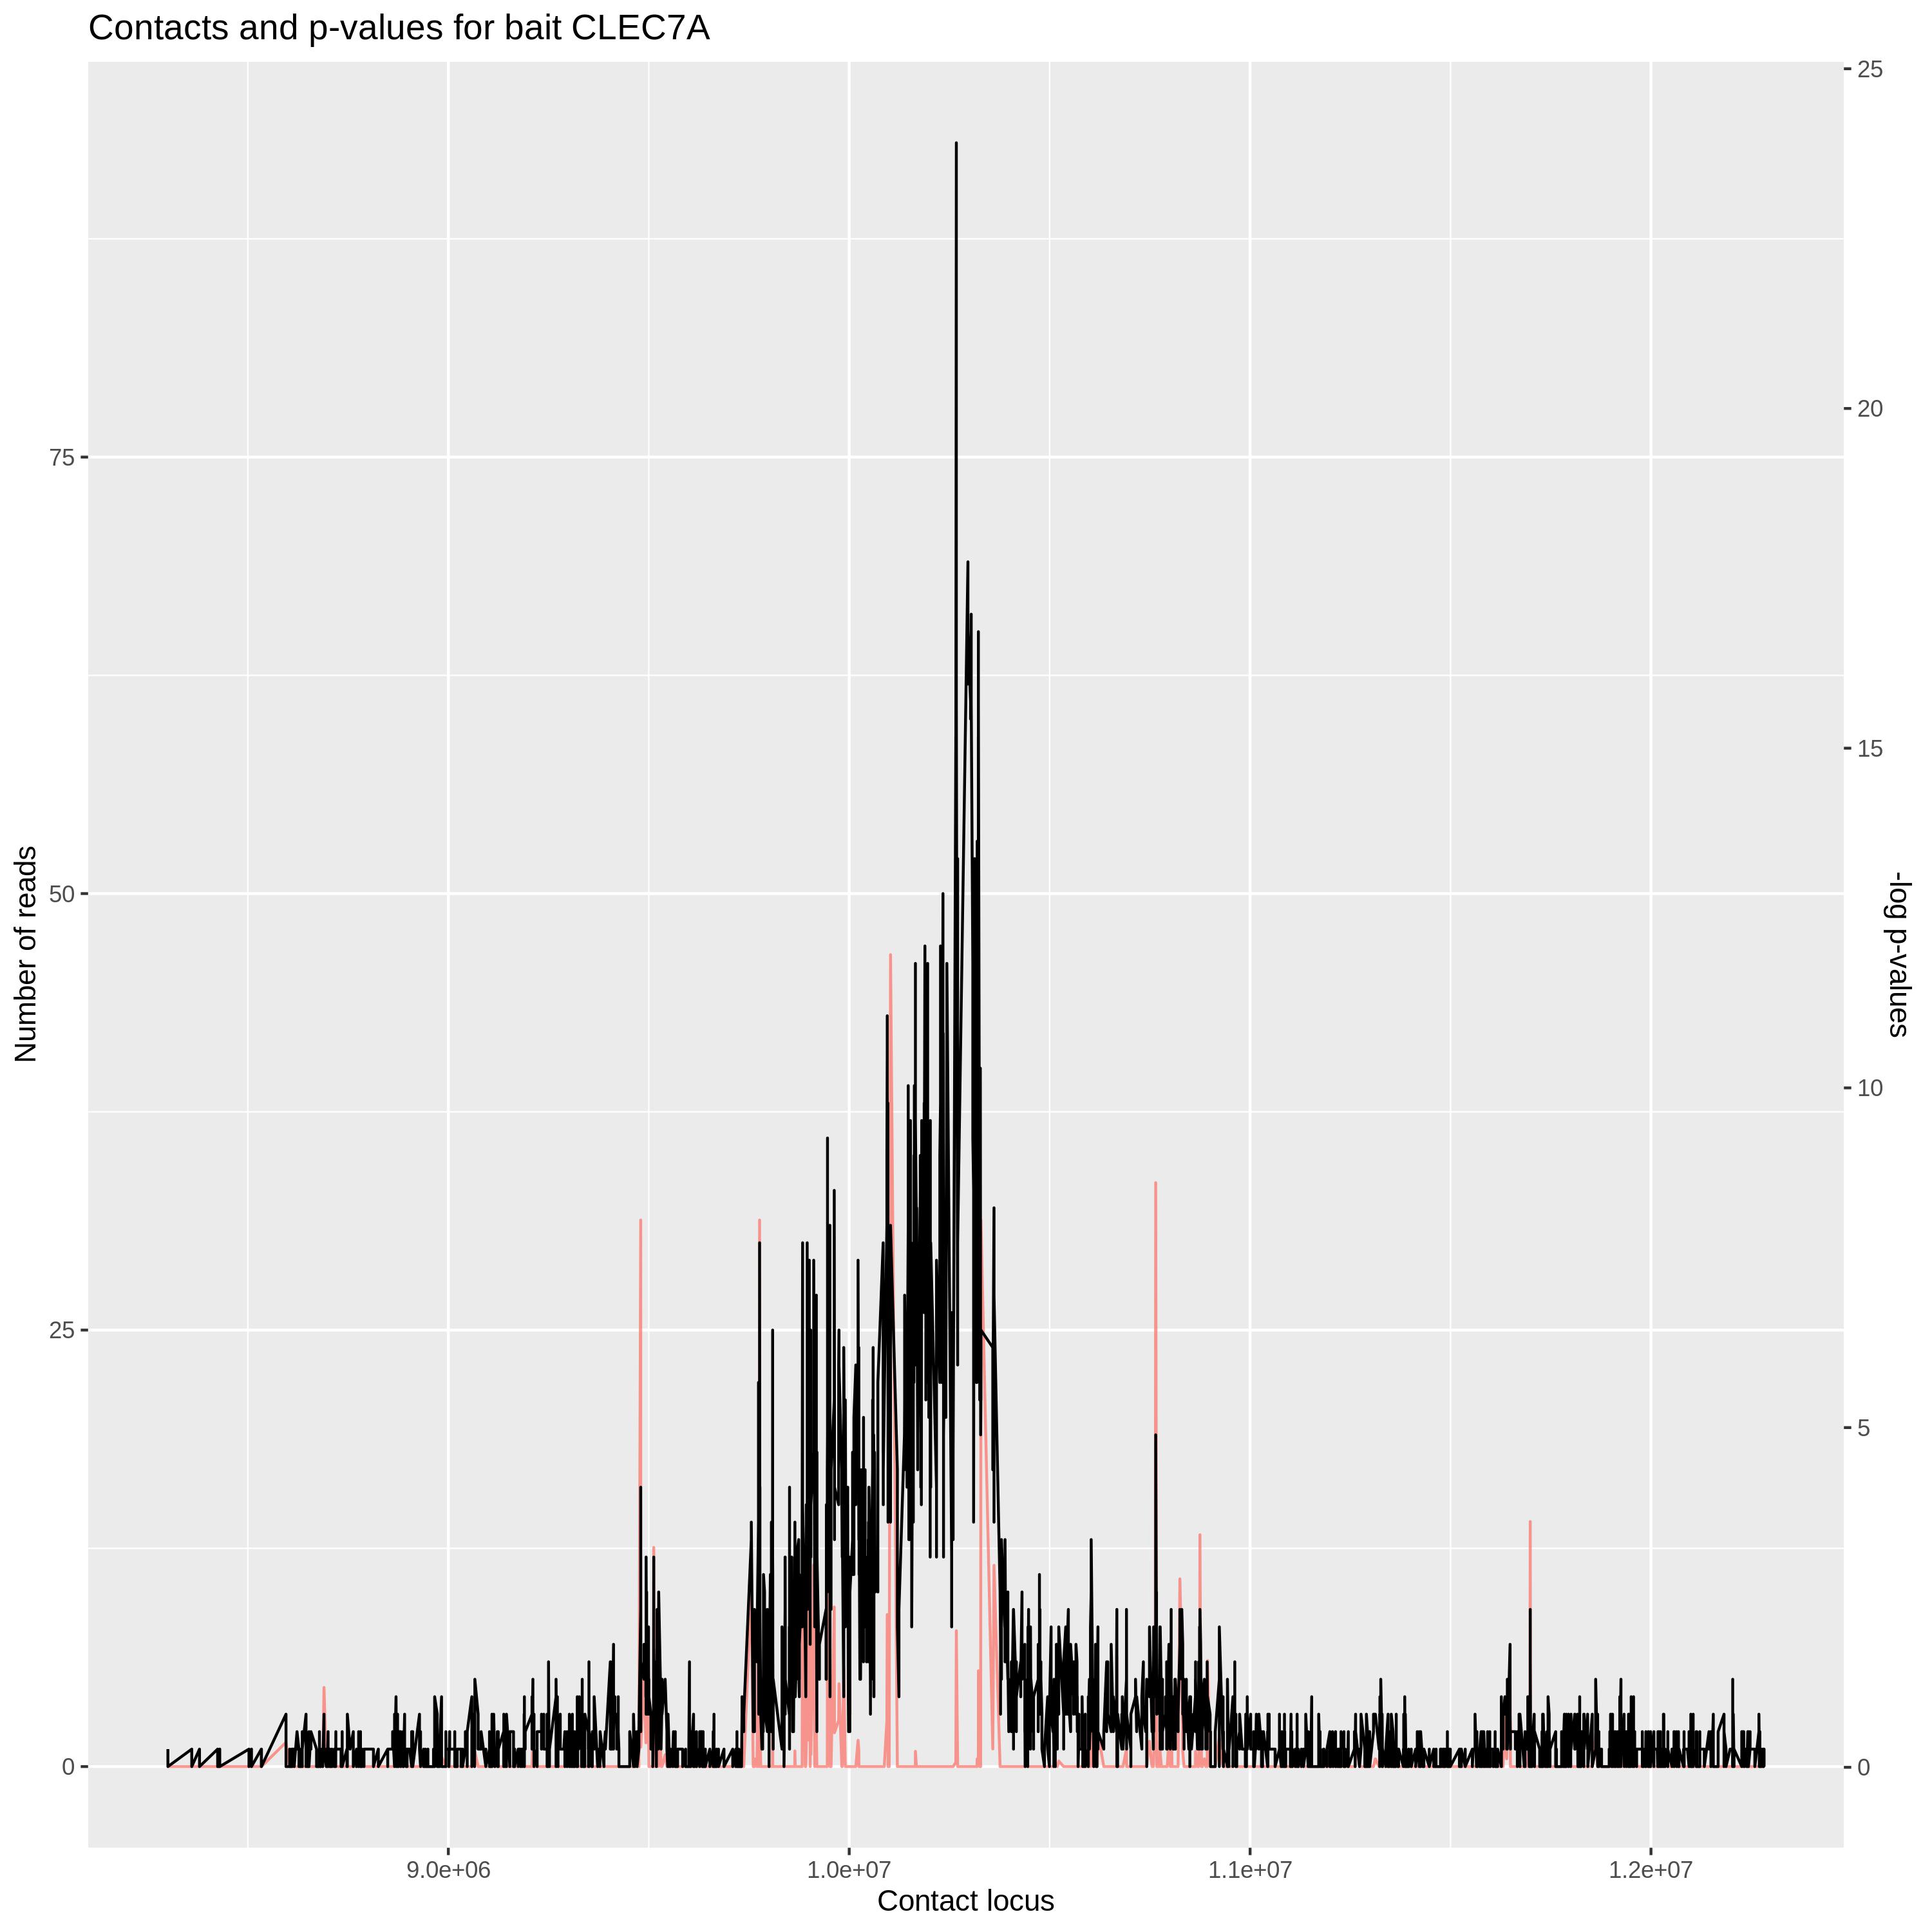 Contacts and p-values for bait CLEC7A
25
20
75
15
Number of reads
50
-log p-values
10
25
5
0
0
9.0e+06
1.0e+07
1.1e+07
1.2e+07
Contact locus